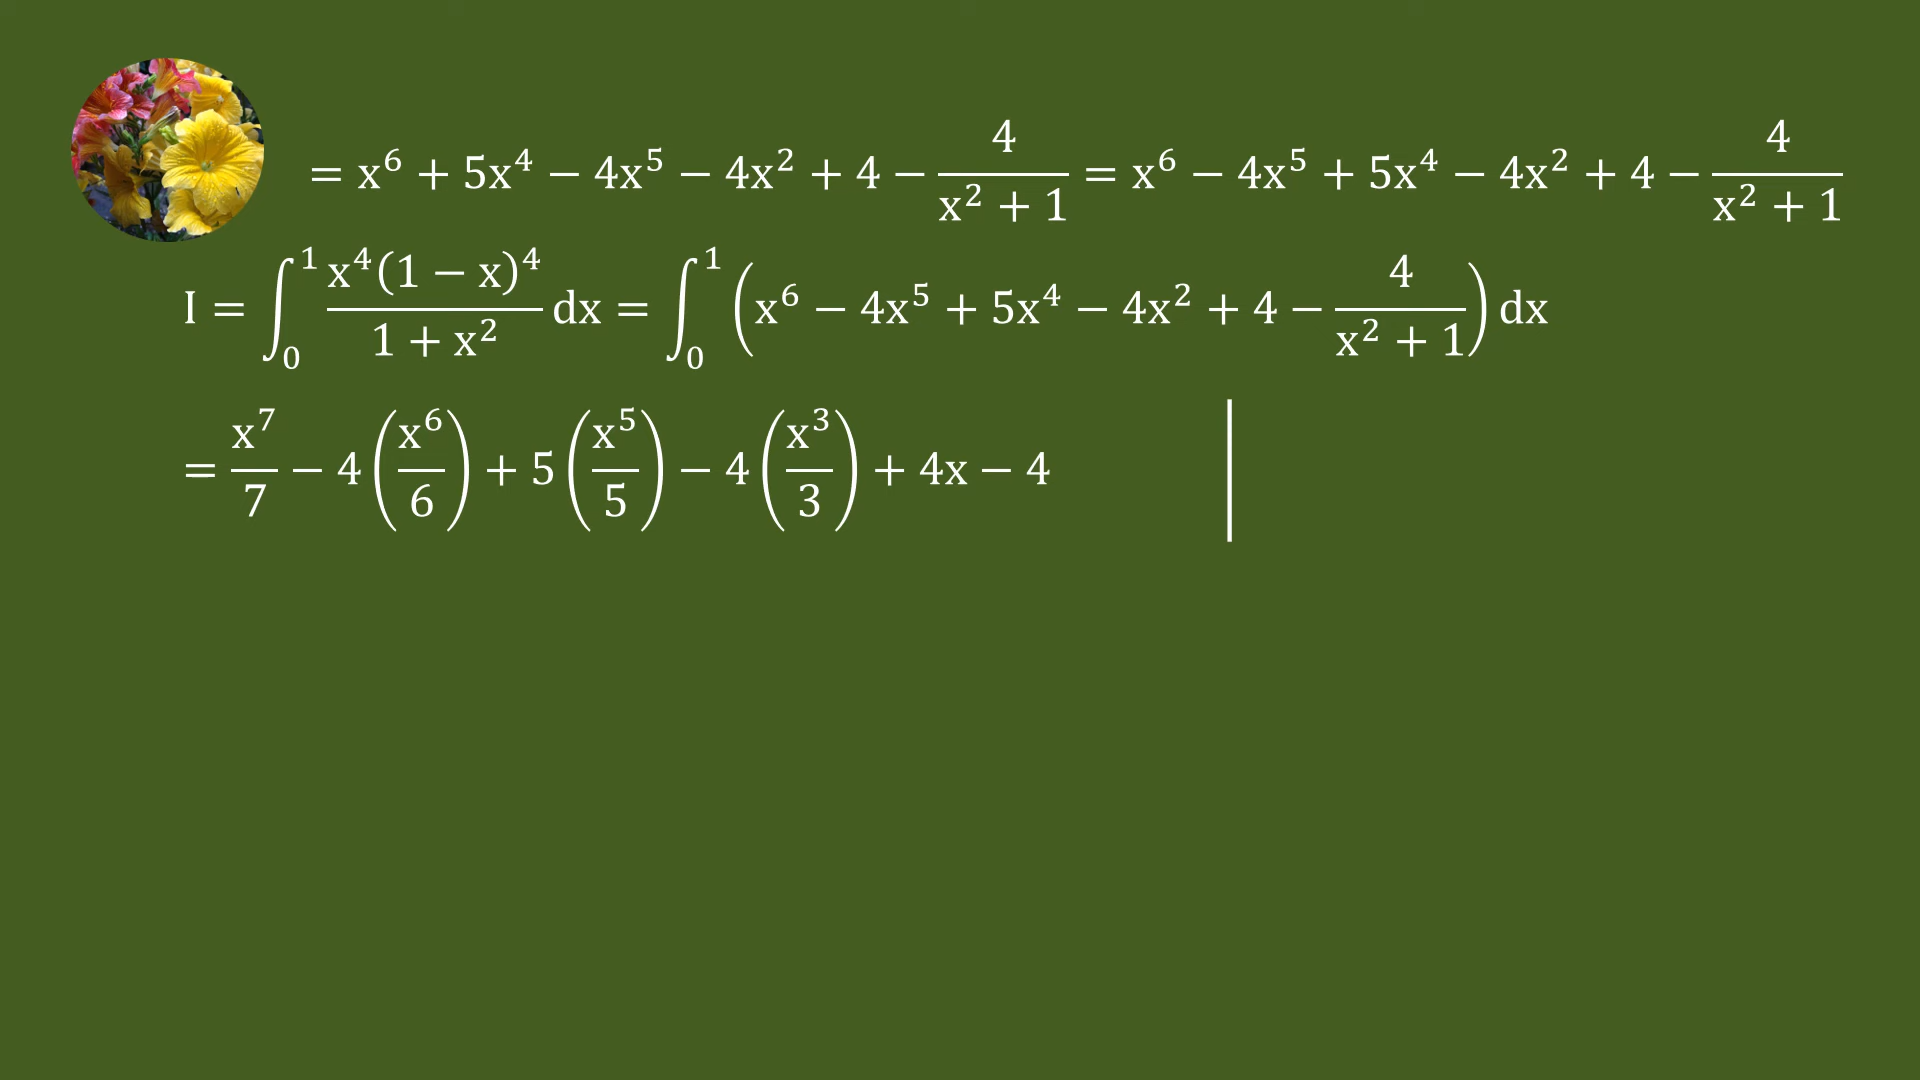 = x⁶ + 5x⁴ − 4x⁵ − 4x² + 4 − 4/(x² + 1) = x⁶ − 4x⁵ + 5x⁴ − 4x² + 4 − 4/(x² + 1)
I = ∫₀¹ x⁴(1 − x)⁴/(1 + x²) dx = ∫₀¹ (x⁶ − 4x⁵ + 5x⁴ − 4x² + 4 − 4/(x² + 1)) dx
= x⁷/7 − 4(x⁶/6) + 5(x⁵/5) − 4(x³/3) + 4x − 4 |